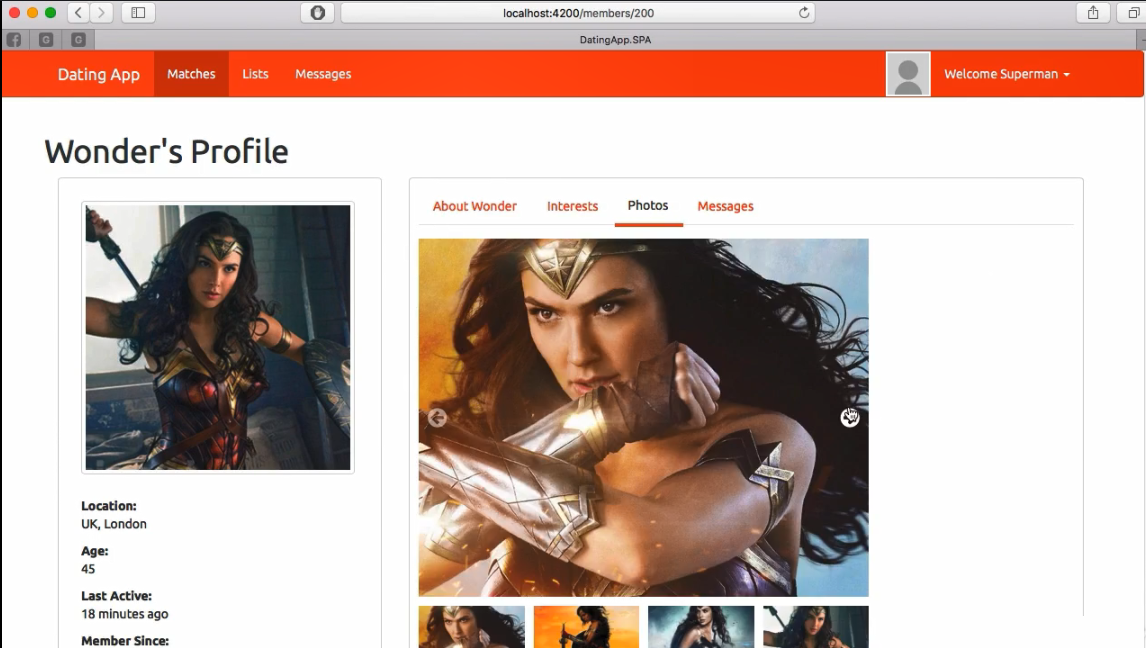 localhost:4200/members/200
DatingApp.SPA
Dating App Matches Lists Messages Welcome Superman
Wonder's Profile
About Wonder Interests Photos Messages
Location:
UK, London
Age:
45
Last Active:
18 minutes ago
Member Since: